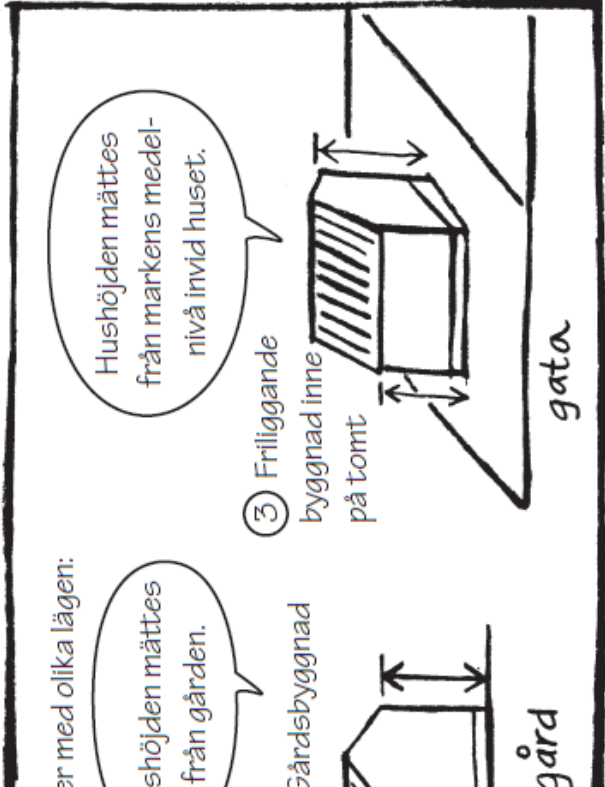 er med olika lägen:
shöjden mättes
från gården.
Gårdsbyggnad
gård
Hushöjden mättes
från markens medel-
nivå invid huset.
3 Friliggande
byggnad inne
på tomt
gata